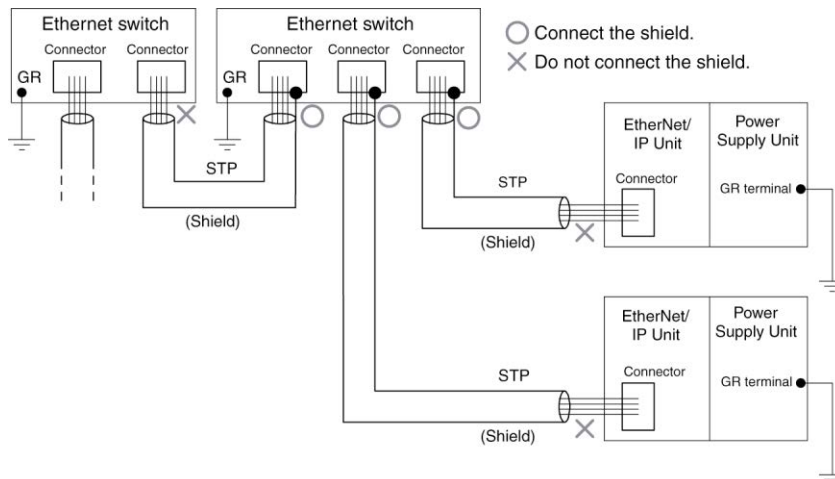 Ethernet switch
Connector
Connector
GR
Ethernet switch
Connector
Connector
Connector
GR
Connect the shield.
Do not connect the shield.
STP
(Shield)
EtherNet/
IP Unit
Connector
Power
Supply Unit
GR terminal
STP
(Shield)
EtherNet/
IP Unit
Connector
Power
Supply Unit
GR terminal
STP
(Shield)